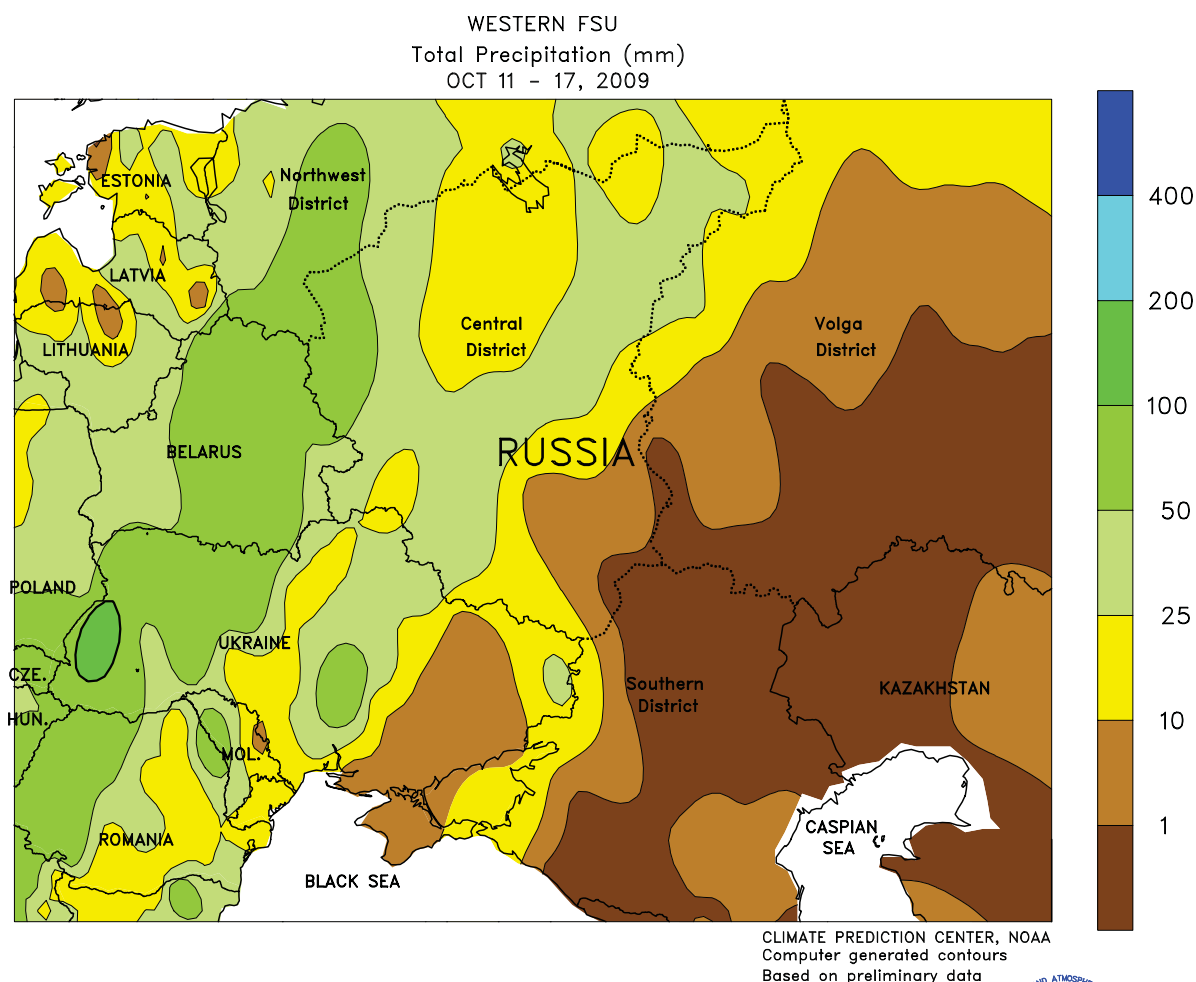 WESTERN FSU
Total Precipitation (mm)
OCT 11 - 17, 2009
ESTONIA
Northwest
District
LATVIA
LITHUANIA
Central
District
Volga
District
BELARUS
RUSSIA
POLAND
UKRAINE
CZE.
HUN.
Southern
District
KAZAKHSTAN
MOL.
ROMANIA
CASPIAN
SEA
BLACK SEA
400
200
100
50
25
10
1
CLIMATE PREDICTION CENTER, NOAA
Computer generated contours
Based on preliminary data